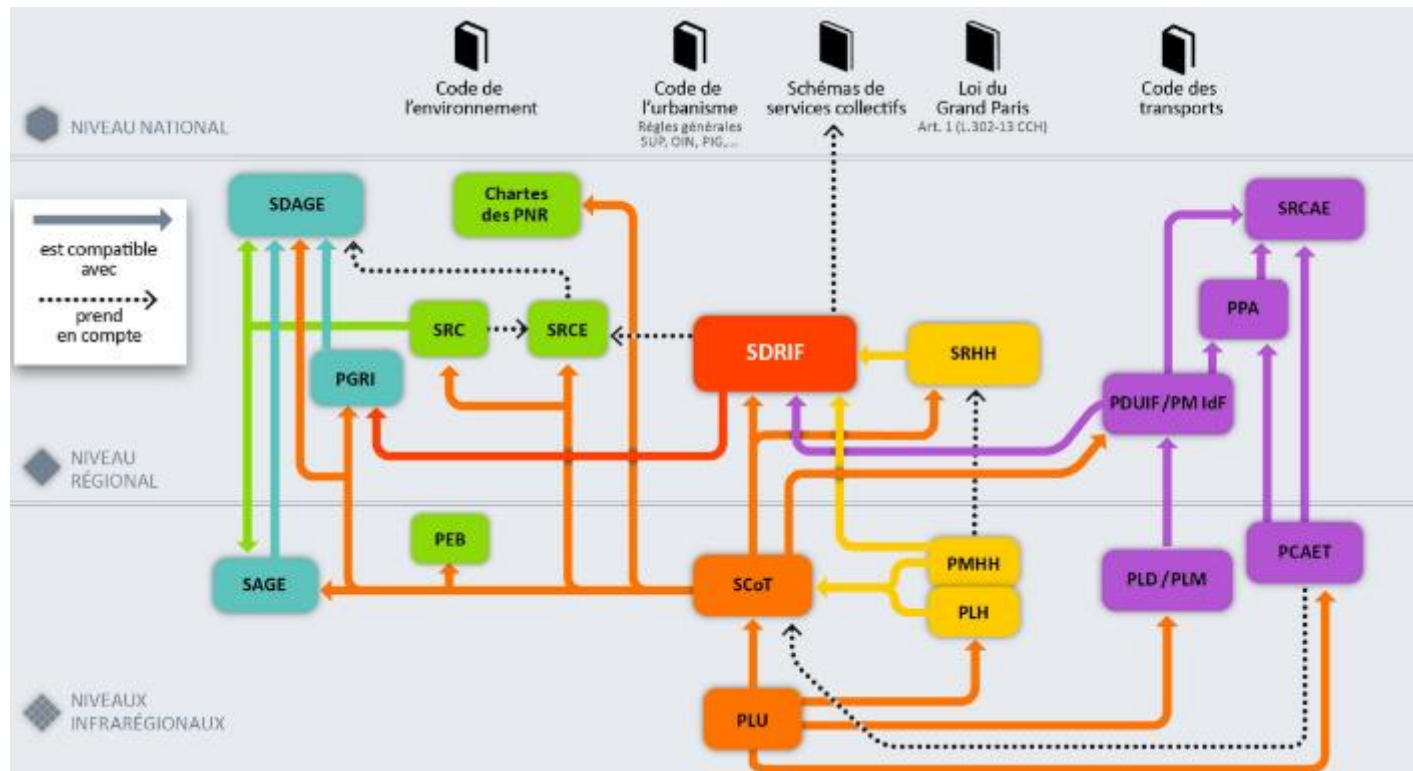 Code de
l'environnement
Code de
l'urbanisme
Règles générales
SUP, OIN, PIG,...
Schémas de
services collectifs
Loi du
Grand Paris
Art. 1 (L.302-13 CCH)
Code des
transports
NIVEAU NATIONAL
SDAGE
Chartes
des PNR
SRCAE
est compatible
avec
prend
en compte
SRC
SRCE
SDRIF
SRHH
PPA
PGRI
PDUIF/PM IdF
NIVEAU
RÉGIONAL
PEB
SAGE
SCoT
PMHH
PLH
PLD/PLM
PCAET
NIVEAUX
INFRARÉGIONAUX
PLU